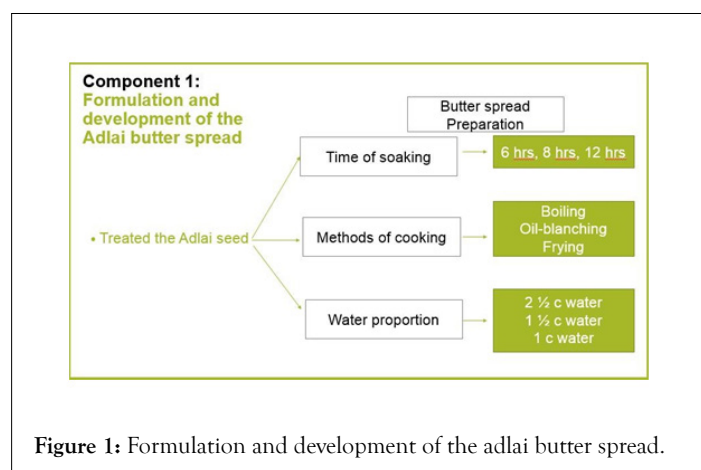 Component 1:
Formulation and
development of the
Adlai butter spread
Butter spread
Preparation
Time of soaking
6 hrs, 8 hrs, 12 hrs
• Treated the Adlai seed
Methods of cooking
Boiling
Oil-blanching
Frying
Water proportion
2 ½ c water
1 ½ c water
1 c water
Figure 1: Formulation and development of the adlai butter spread.